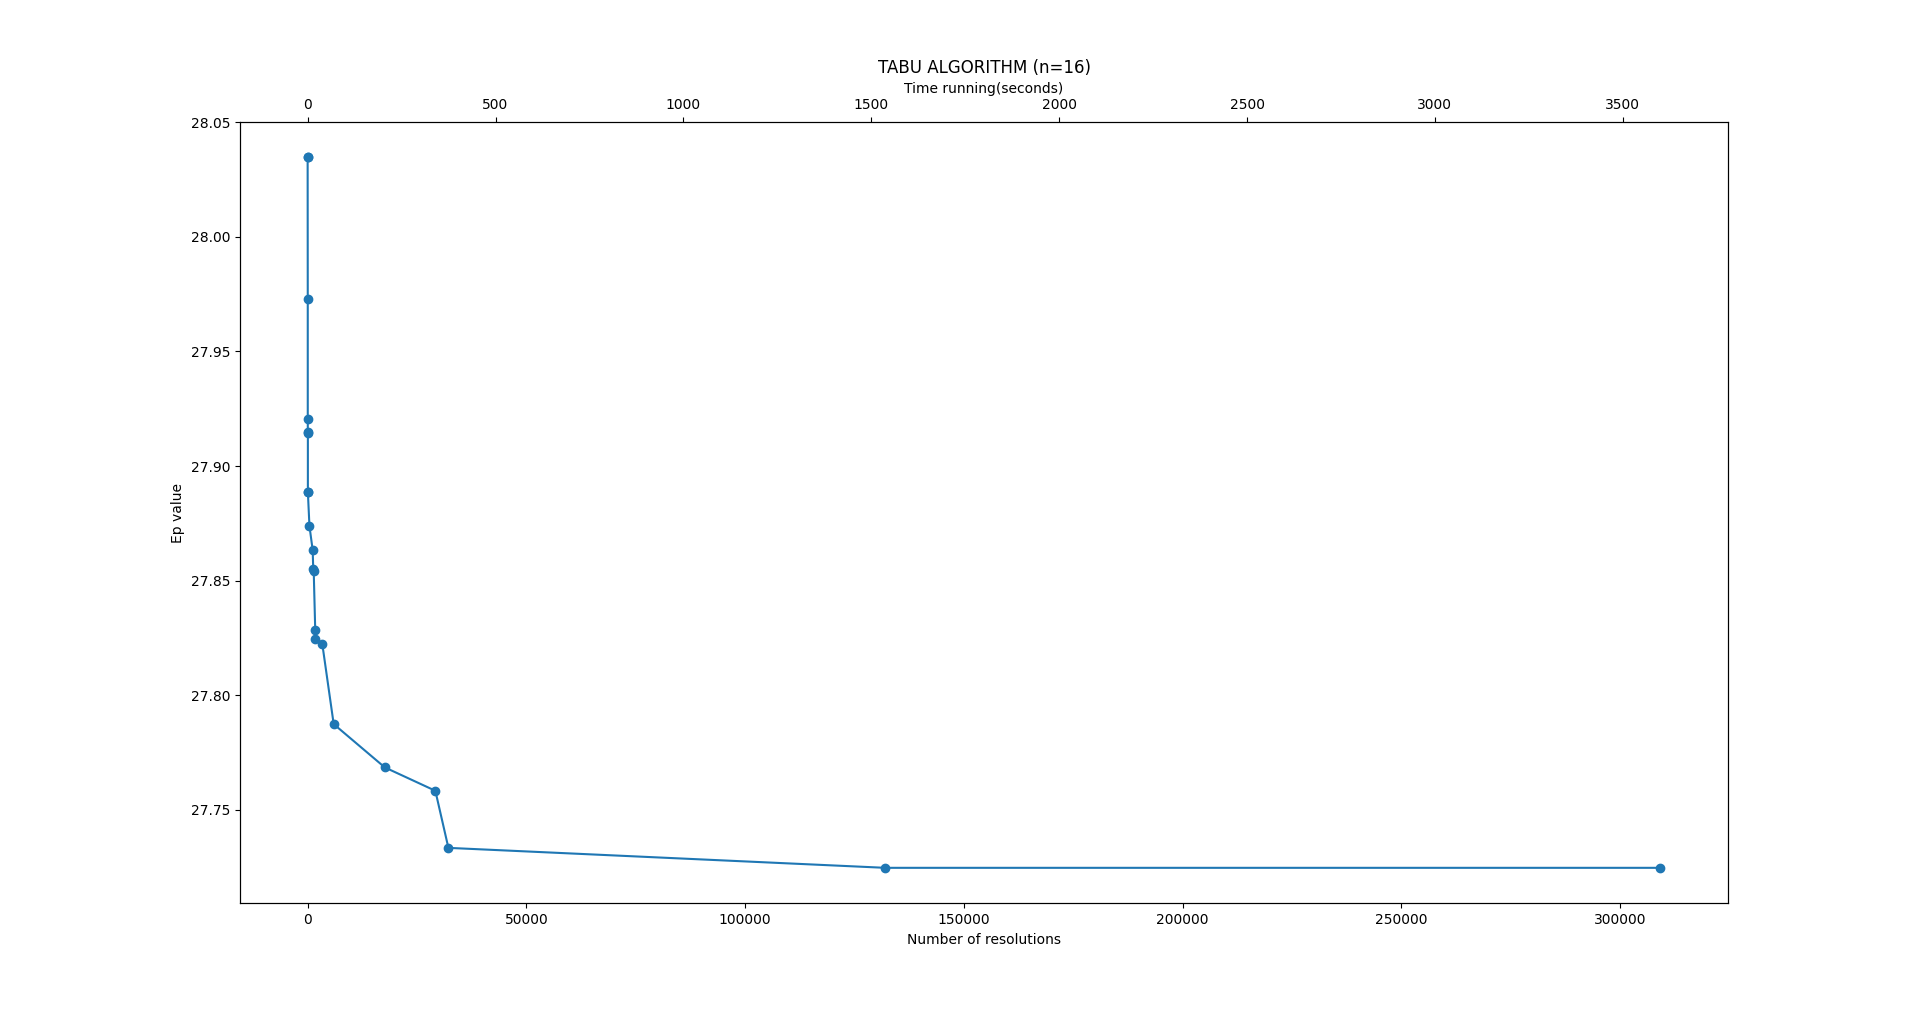 TABU ALGORITHM (n=16)
Time running(seconds)
0 500 1000 1500 2000 2500 3000 3500
28.05
28.00
27.95
27.90
27.85
27.80
27.75
Ep value
0 50000 100000 150000 200000 250000 300000
Number of resolutions